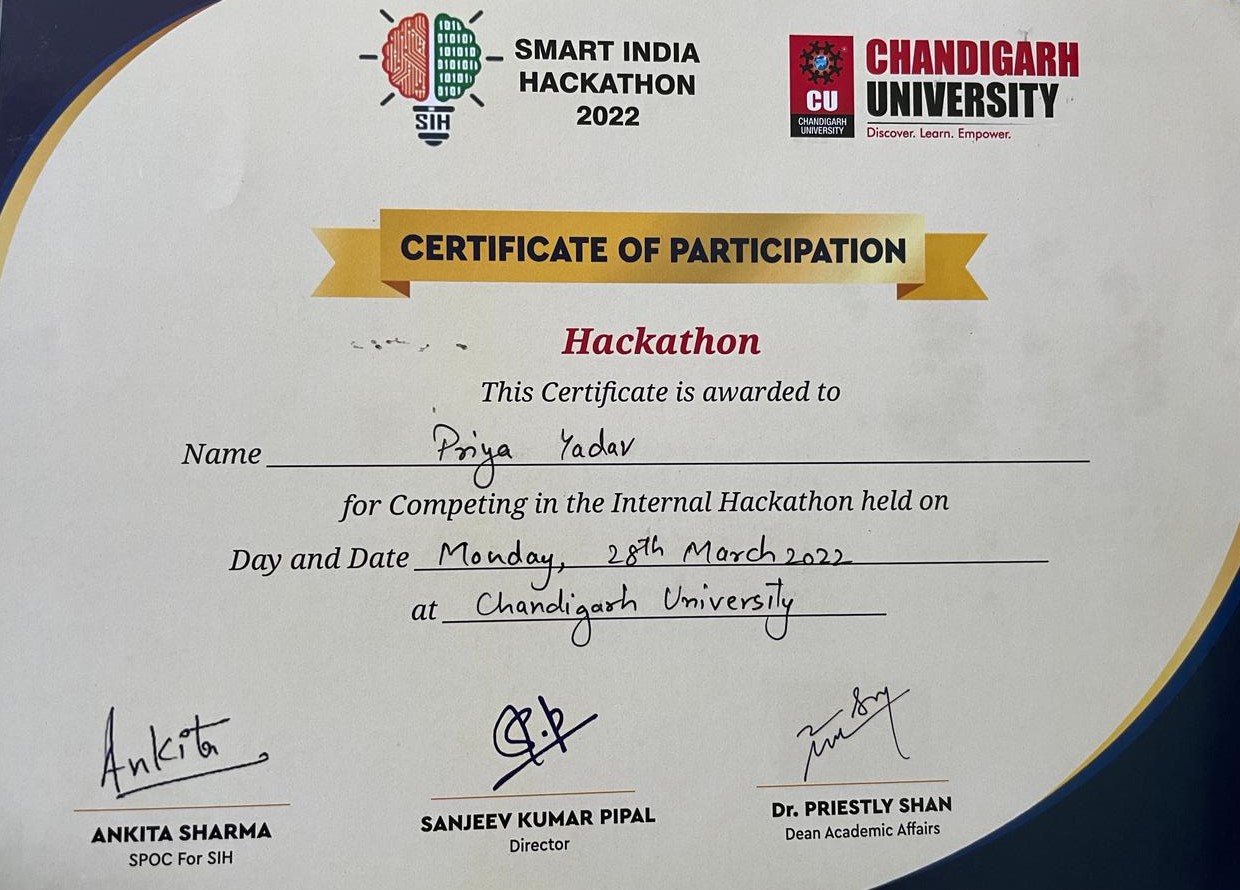 SMART INDIA
HACKATHON
2022
SIH
CHANDIGARH
UNIVERSITY
Discover. Learn. Empower.
CU
CHANDIGARH
UNIVERSITY
CERTIFICATE OF PARTICIPATION
Hackathon
This Certificate is awarded to
Name Priya Yadav
for Competing in the Internal Hackathon held on
Day and Date Monday, 28th March 2022
at Chandigarh University
Ankita
ANKITA SHARMA
SPOC For SIH
SANJEEV KUMAR PIPAL
Director
Dr. PRIESTLY SHAN
Dean Academic Affairs